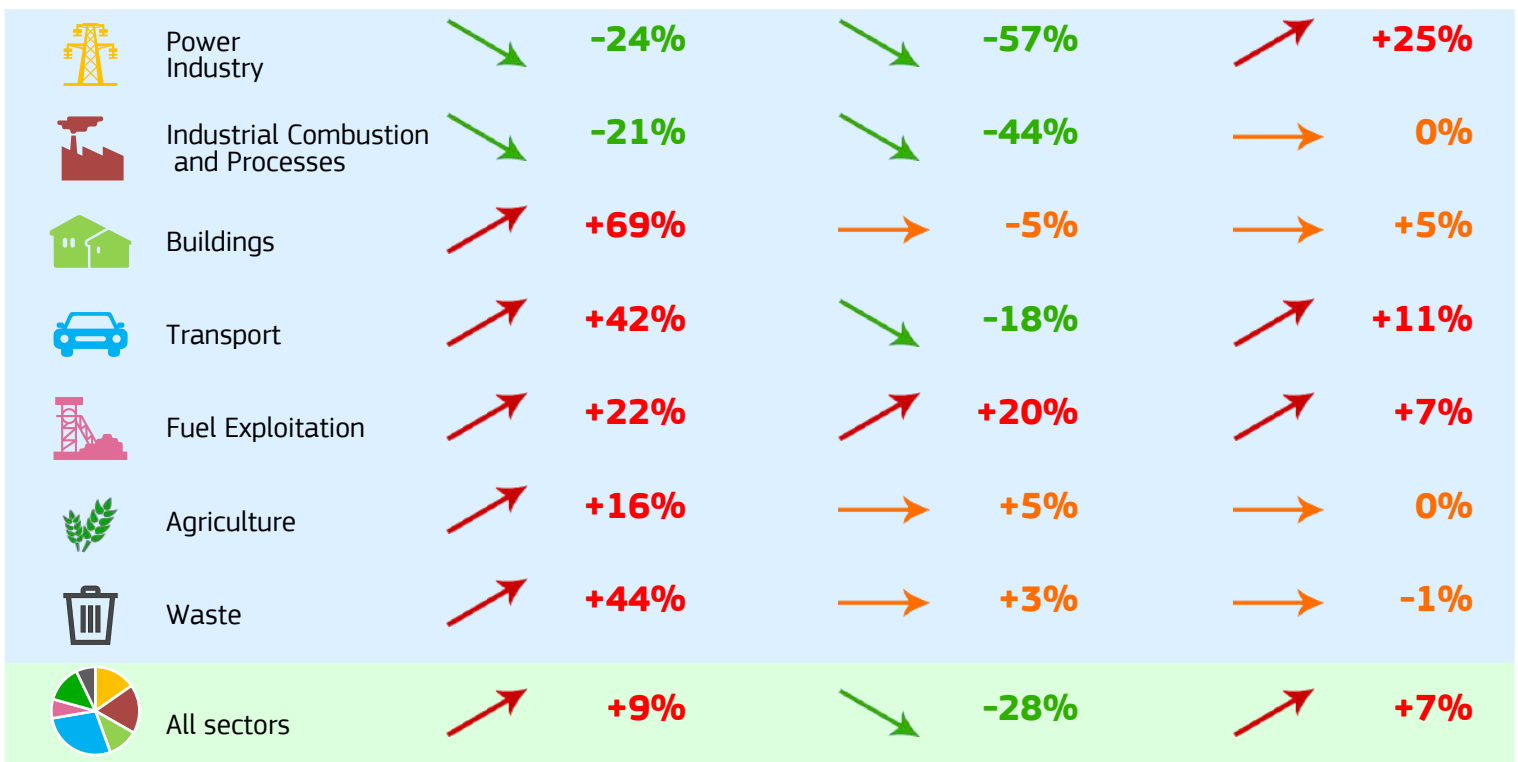 Power
Industry
-24%
-57%
+25%
Industrial Combustion
and Processes
-21%
-44%
0%
Buildings
+69%
-5%
+5%
Transport
+42%
-18%
+11%
Fuel Exploitation
+22%
+20%
+7%
Agriculture
+16%
+5%
0%
Waste
+44%
+3%
-1%
All sectors
+9%
-28%
+7%